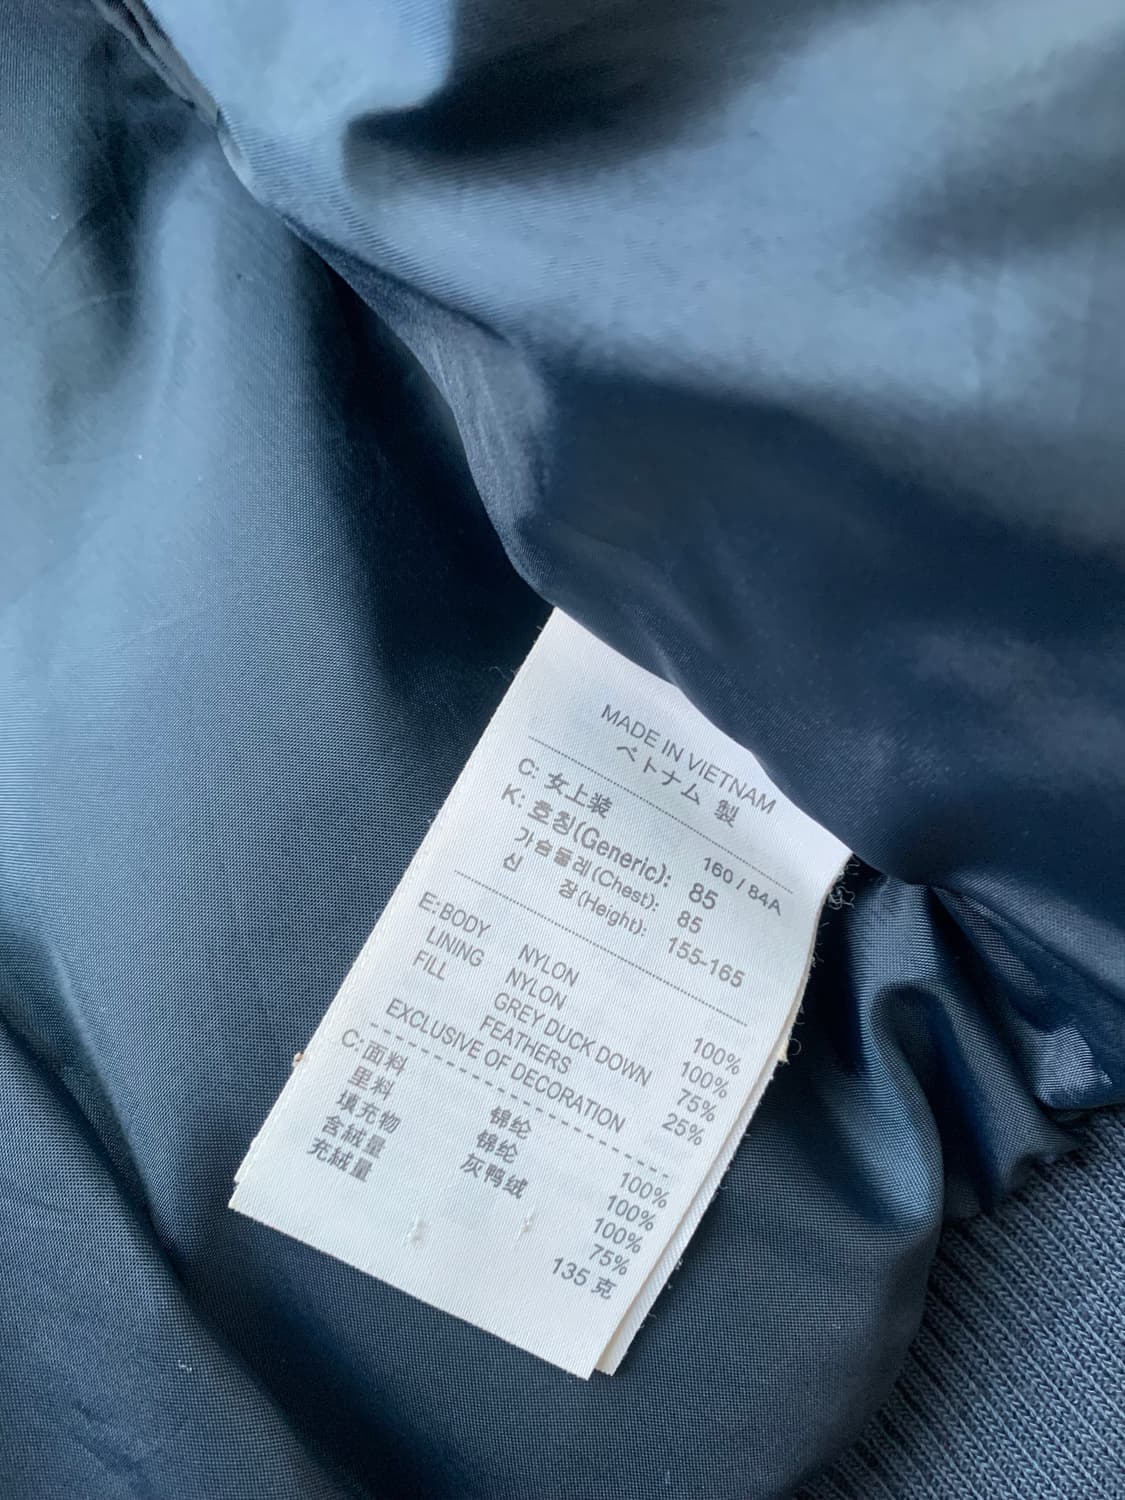 MADE IN VIETNAM
ベトナム 製
C: 女上装 160 / 84A
K: 호칭(Generic): 85
가슴둘레(Chest): 85
신 장(Height): 155-165
E: BODY NYLON 100%
LINING NYLON 100%
FILL GREY DUCK DOWN 75%
FEATHERS 25%
EXCLUSIVE OF DECORATION
C: 面料 锦纶 100%
里料 锦纶 100%
填充物 灰鸭绒 100%
含絨量 75%
充絨量 135 克